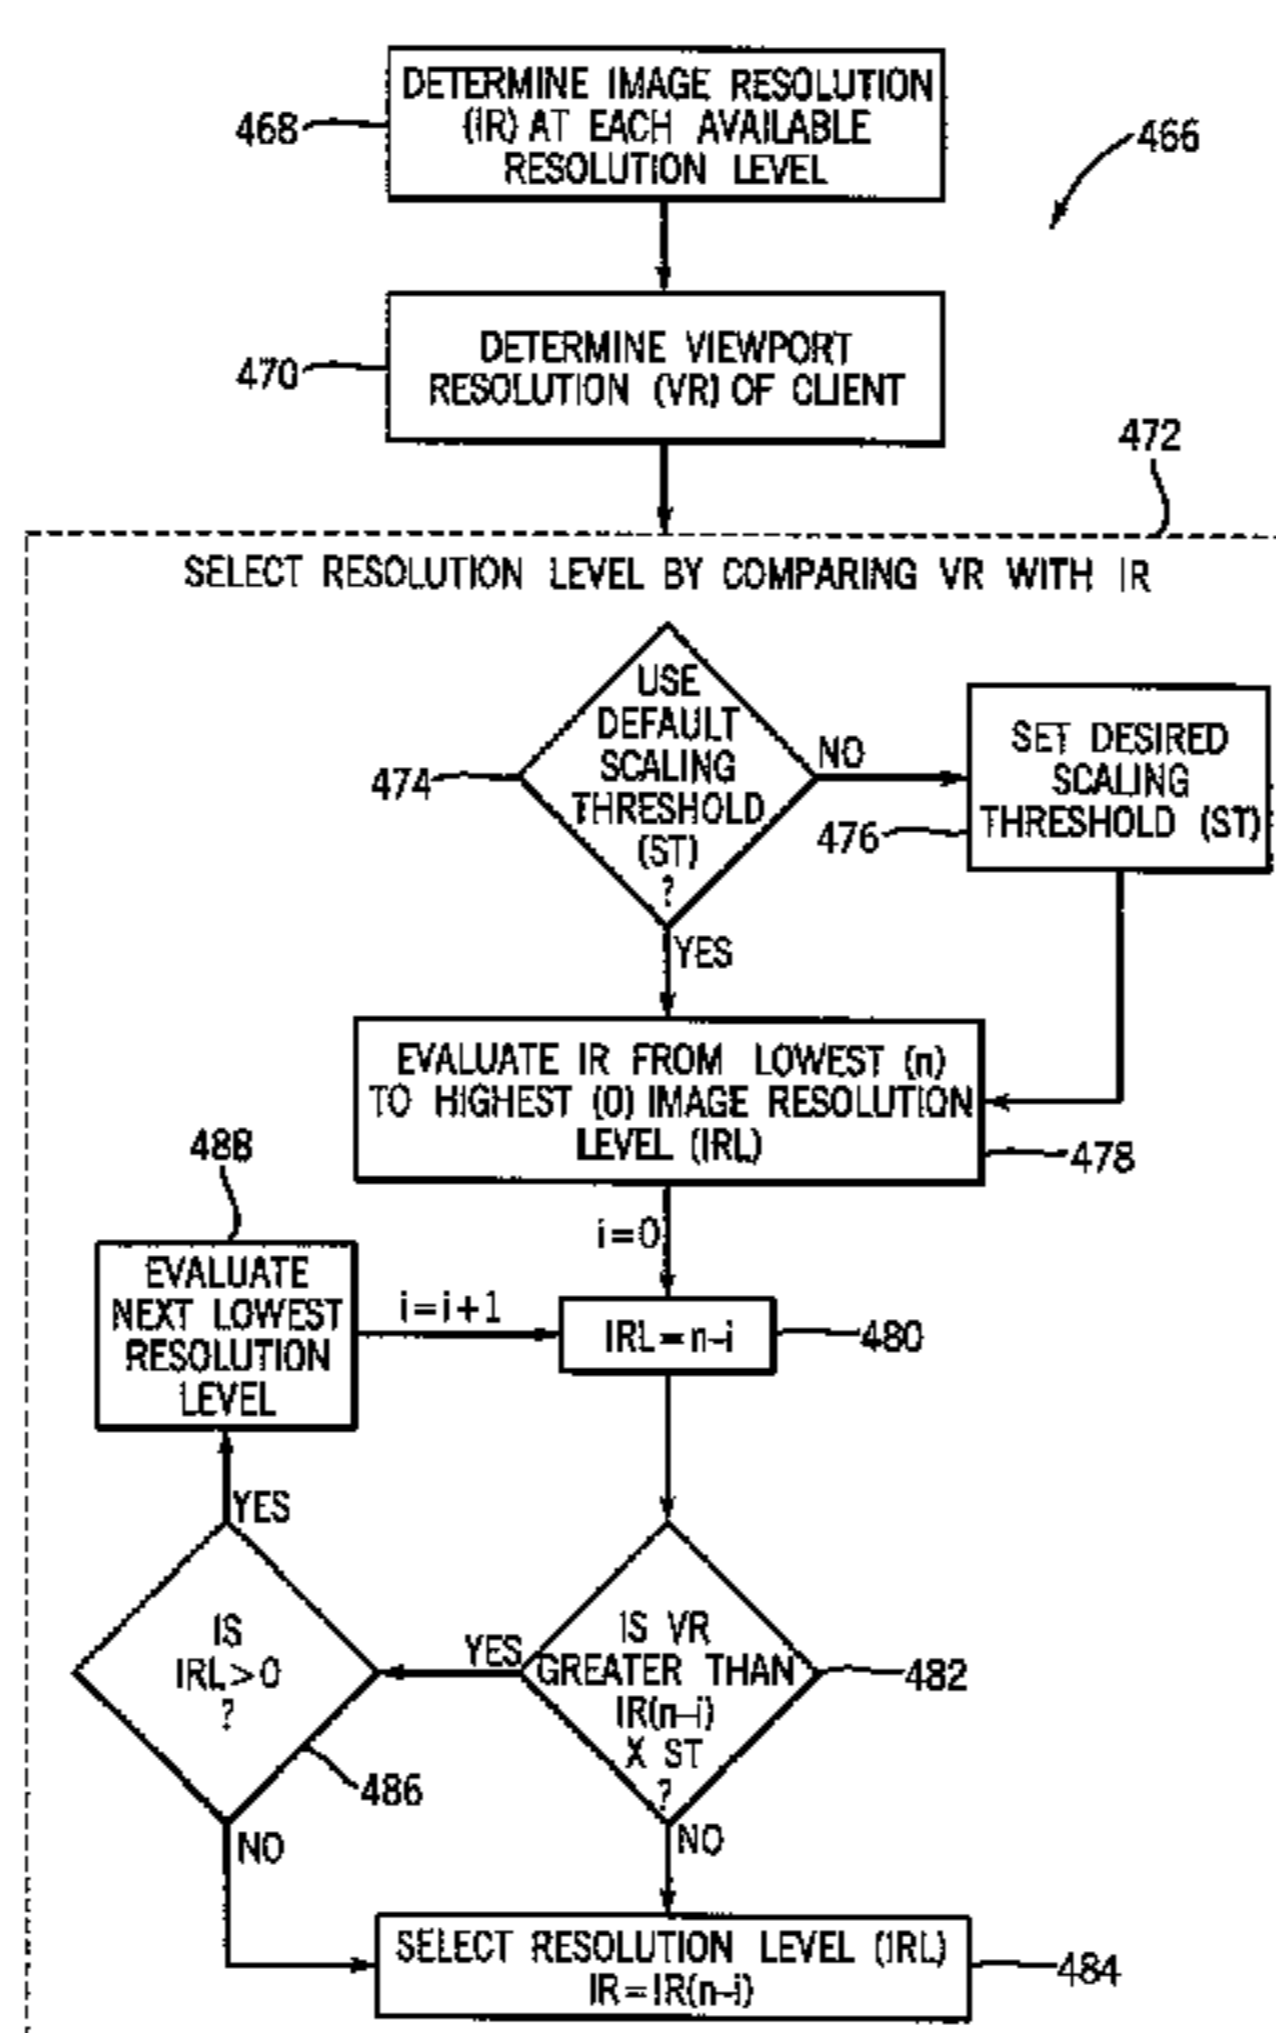 DETERMINE IMAGE RESOLUTION
(IR) AT EACH AVAILABLE
RESOLUTION LEVEL
468
466
DETERMINE VIEWPORT
RESOLUTION (VR) OF CLIENT
470
472
SELECT RESOLUTION LEVEL BY COMPARING VR WITH IR
USE
DEFAULT
SCALING
THRESHOLD
(ST)
?
474
NO
SET DESIRED
SCALING
THRESHOLD (ST)
476
YES
EVALUATE IR FROM LOWEST (n)
TO HIGHEST (0) IMAGE RESOLUTION
LEVEL (IRL)
478
488
i=0
EVALUATE
NEXT LOWEST
RESOLUTION
LEVEL
i=i+1
IRL=n-i
480
YES
IS
IRL>0
?
486
YES
IS VR
GREATER THAN
IR(n-i)
X ST
?
482
NO
NO
SELECT RESOLUTION LEVEL (IRL)
IR=IR(n-i)
484